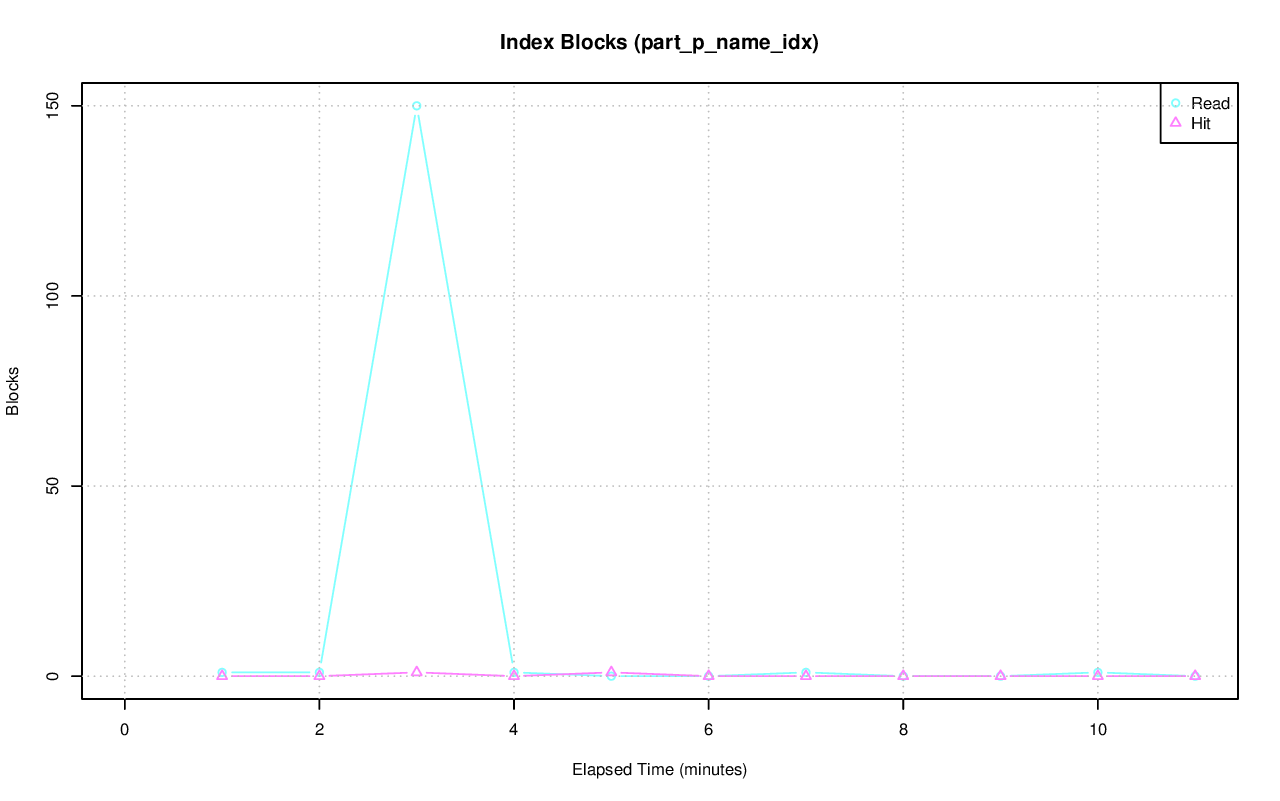 Index Blocks (part_p_name_idx)
Read
Hit
150
100
50
0
Blocks
0 2 4 6 8 10
Elapsed Time (minutes)